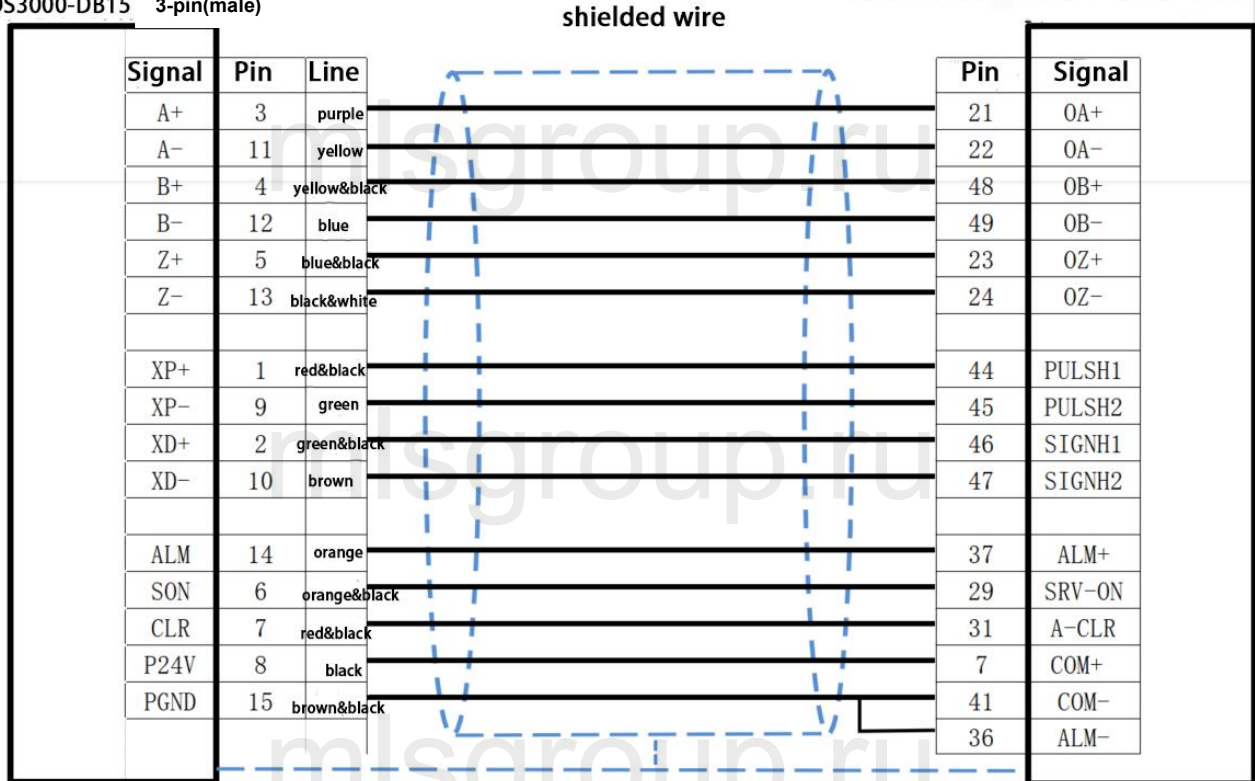 DS3000-DB15 3-pin(male)
shielded wire
Signal Pin Line Pin Signal
A+ 3 purple 21 OA+
A- 11 yellow 22 OA-
B+ 4 yellow&black 48 OB+
B- 12 blue 49 OB-
Z+ 5 blue&black 23 OZ+
Z- 13 black&white 24 OZ-
XP+ 1 red&black 44 PULSH1
XP- 9 green 45 PULSH2
XD+ 2 green&black 46 SIGNH1
XD- 10 brown 47 SIGNH2
ALM 14 orange 37 ALM+
SON 6 orange&black 29 SRV-ON
CLR 7 red&black 31 A-CLR
P24V 8 black 7 COM+
PGND 15 brown&black 41 COM-
36 ALM-
mlsgroup.ru
mlsgroup.ru
mlsgroup.ru